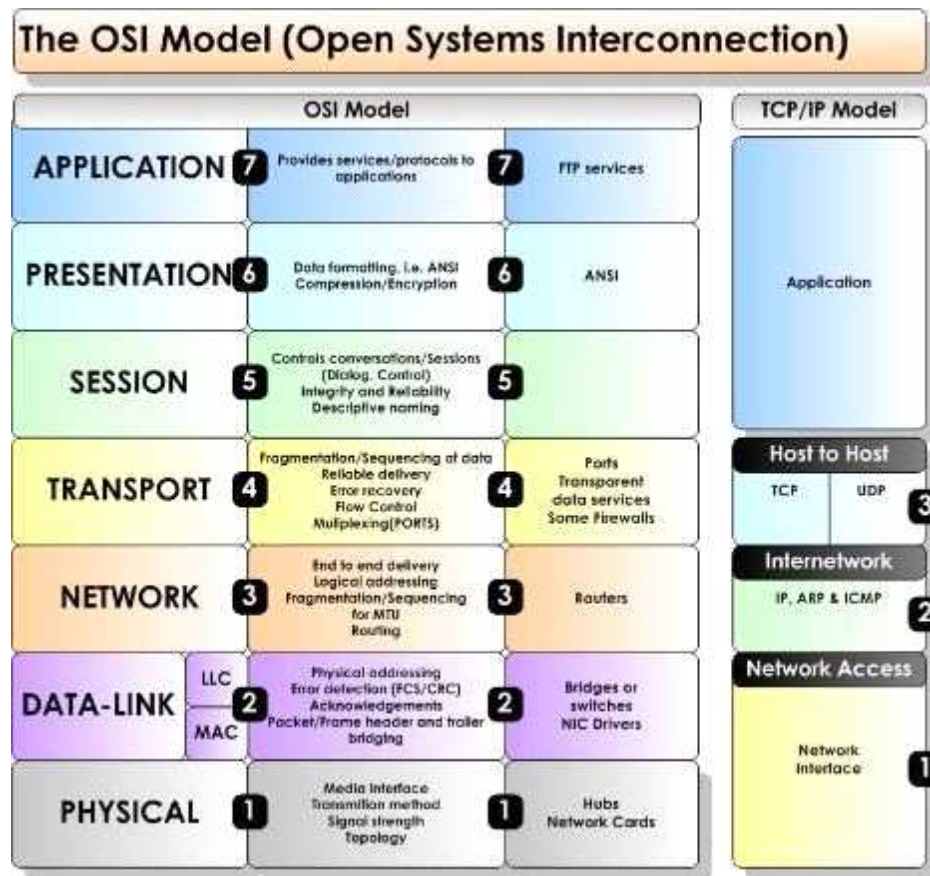 The OSI Model (Open Systems Interconnection)
OSI Model
TCP/IP Model
APPLICATION
7
Provides services/protocols to
applications
7
FTP services
PRESENTATION
6
Data formatting, i.e. ANSI
Compression/Encryption
6
ANSI
Application
SESSION
5
Controls conversations/Sessions
(Dialog, Control)
Integrity and Reliability
Descriptive naming
5
TRANSPORT
4
Fragmentation/Sequencing of data
Reliable delivery
Error recovery
Flow Control
Muliplexing(PORTS)
4
Ports
Transparent
data services
Some Firewalls
Host to Host
TCP
UDP
3
NETWORK
3
End to end delivery
Logical addressing
Fragmentation/Sequencing
for MTU
Routing
3
Routers
Internetwork
IP, ARP & ICMP
2
DATA-LINK
LLC
MAC
2
Physical addressing
Error detection (FCS/CRC)
Acknowledgements
Packet/Frame header and trailer
bridging
2
Bridges or
switches
NIC Drivers
Network Access
Network
Interface
1
PHYSICAL
1
Media interface
Transmition method
Signal strength
Topology
1
Hubs
Network Cards